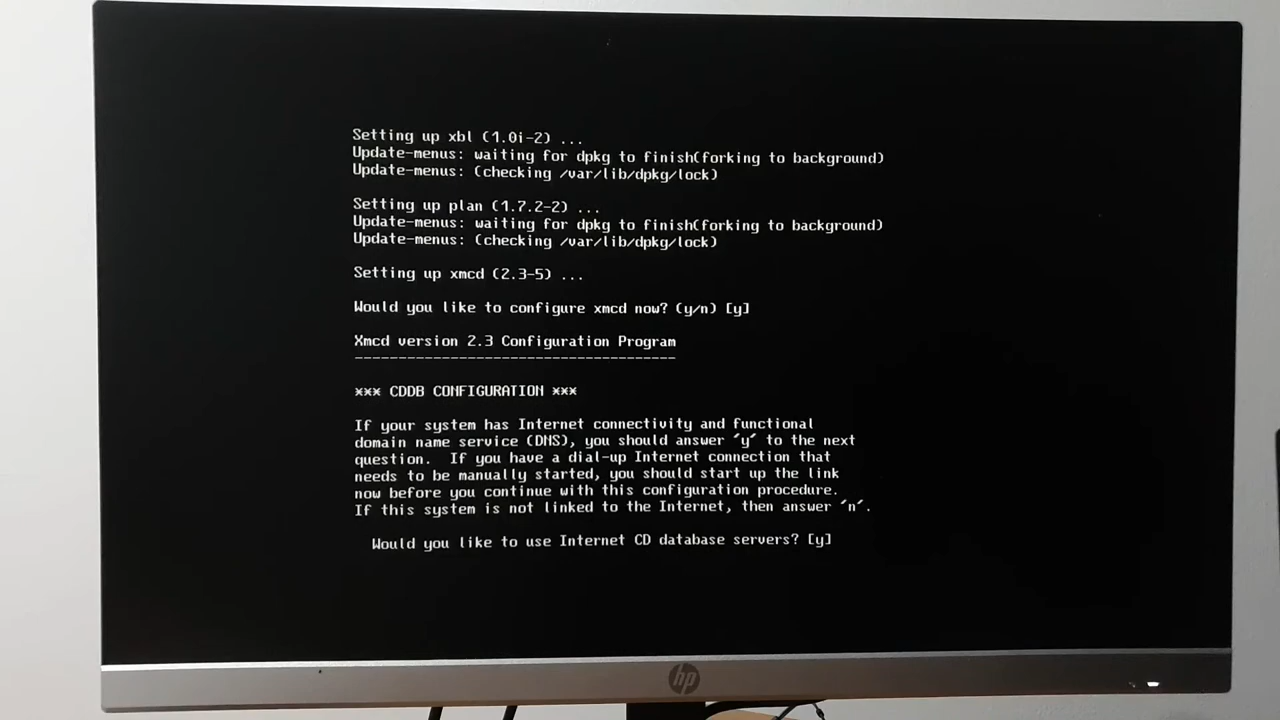 Setting up xbl (1.0i-2) ...
Update-menus: waiting for dpkg to finish(forking to background)
Update-menus: (checking /var/lib/dpkg/lock)
Setting up plan (1.7.2-2) ...
Update-menus: waiting for dpkg to finish(forking to background)
Update-menus: (checking /var/lib/dpkg/lock)
Setting up xmcd (2.3-5) ...
Would you like to configure xmcd now? (y/n) [y]
Xmcd version 2.3 Configuration Program
-------------------------------------
*** CDDB CONFIGURATION ***
If your system has Internet connectivity and functional
domain name service (DNS), you should answer 'y' to the next
question.  If you have a dial-up Internet connection that
needs to be manually started, you should start up the link
now before you continue with this configuration procedure.
If this system is not linked to the Internet, then answer 'n'.
Would you like to use Internet CD database servers? [y]
hp